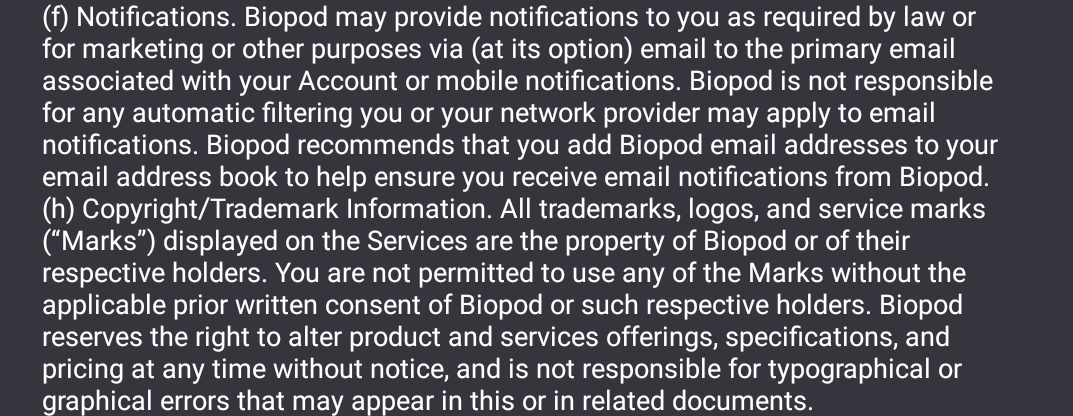 (f) Notifications. Biopod may provide notifications to you as required by law or
for marketing or other purposes via (at its option) email to the primary email
associated with your Account or mobile notifications. Biopod is not responsible
for any automatic filtering you or your network provider may apply to email
notifications. Biopod recommends that you add Biopod email addresses to your
email address book to help ensure you receive email notifications from Biopod.
(h) Copyright/Trademark Information. All trademarks, logos, and service marks
(“Marks”) displayed on the Services are the property of Biopod or of their
respective holders. You are not permitted to use any of the Marks without the
applicable prior written consent of Biopod or such respective holders. Biopod
reserves the right to alter product and services offerings, specifications, and
pricing at any time without notice, and is not responsible for typographical or
graphical errors that may appear in this or in related documents.